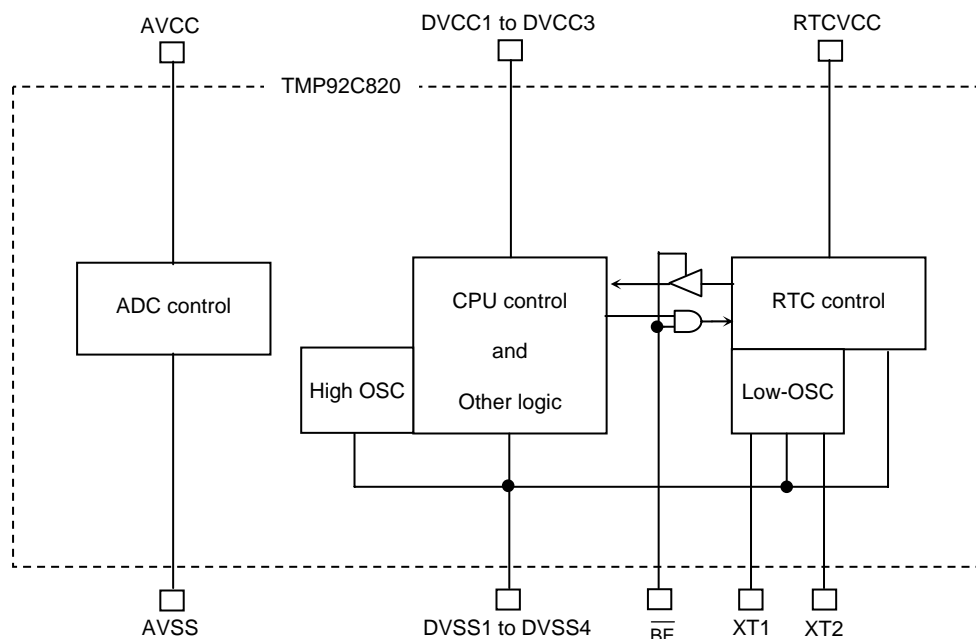 AVCC
DVCC1 to DVCC3
RTCVCC
TMP92C820
ADC control
CPU control
and
Other logic
RTC control
High OSC
Low-OSC
AVSS
DVSS1 to DVSS4
XT1
XT2